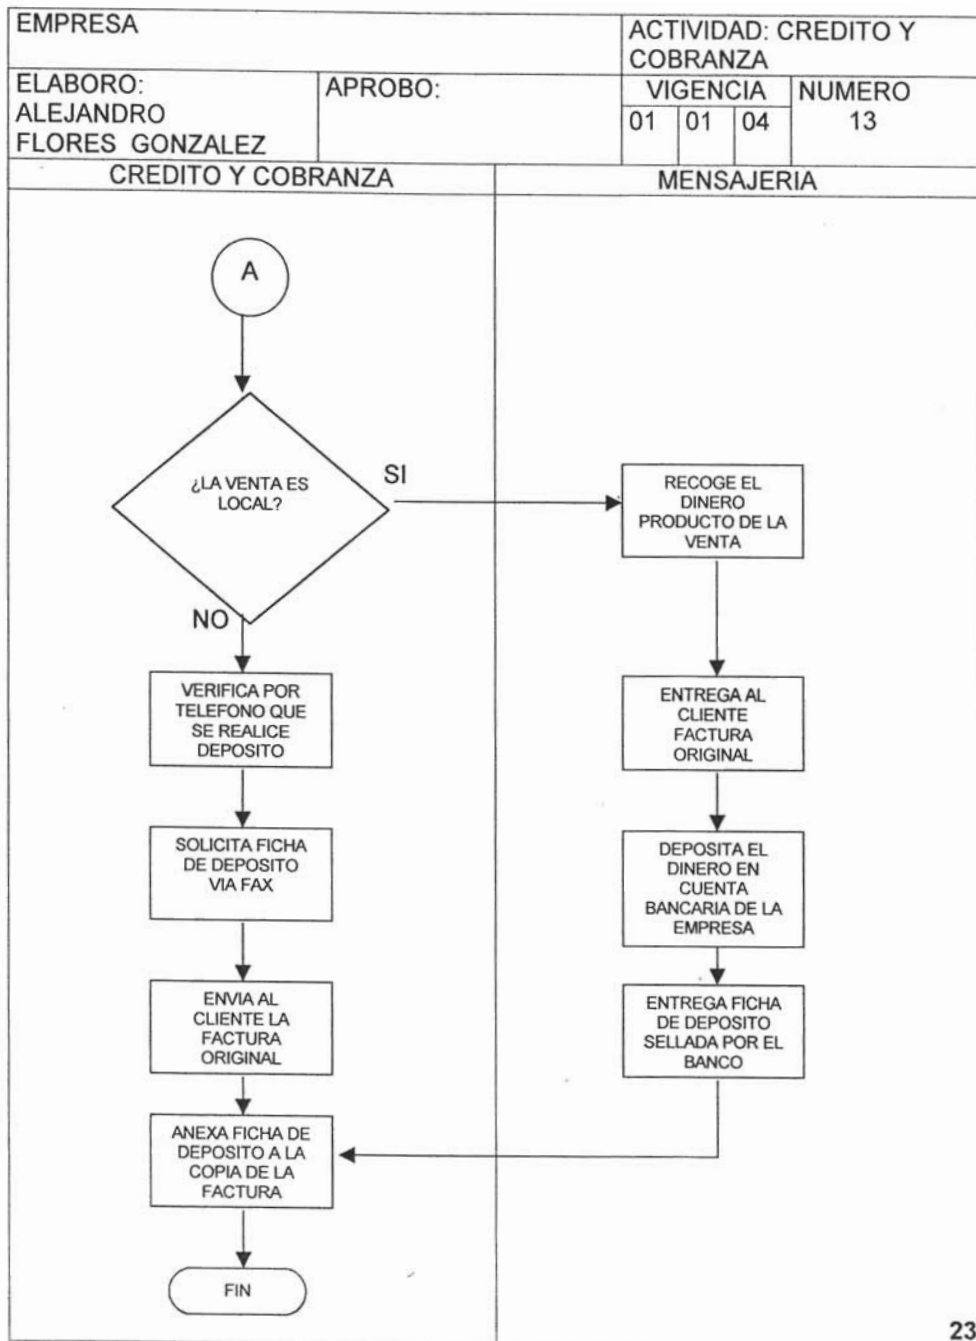 EMPRESA
ACTIVIDAD: CREDITO Y
COBRANZA
ELABORO:
ALEJANDRO
FLORES GONZALEZ
APROBO:
VIGENCIA
01 01 04
NUMERO
13
CREDITO Y COBRANZA
MENSAJERIA
A
¿LA VENTA ES
LOCAL?
SI
NO
RECOGE EL
DINERO
PRODUCTO DE LA
VENTA
VERIFICA POR
TELEFONO QUE
SE REALICE
DEPOSITO
ENTREGA AL
CLIENTE
FACTURA
ORIGINAL
SOLICITA FICHA
DE DEPOSITO
VIA FAX
DEPOSITA EL
DINERO EN
CUENTA
BANCARIA DE LA
EMPRESA
ENVIA AL
CLIENTE LA
FACTURA
ORIGINAL
ENTREGA FICHA
DE DEPOSITO
SELLADA POR EL
BANCO
ANEXA FICHA DE
DEPOSITO A LA
COPIA DE LA
FACTURA
FIN
23